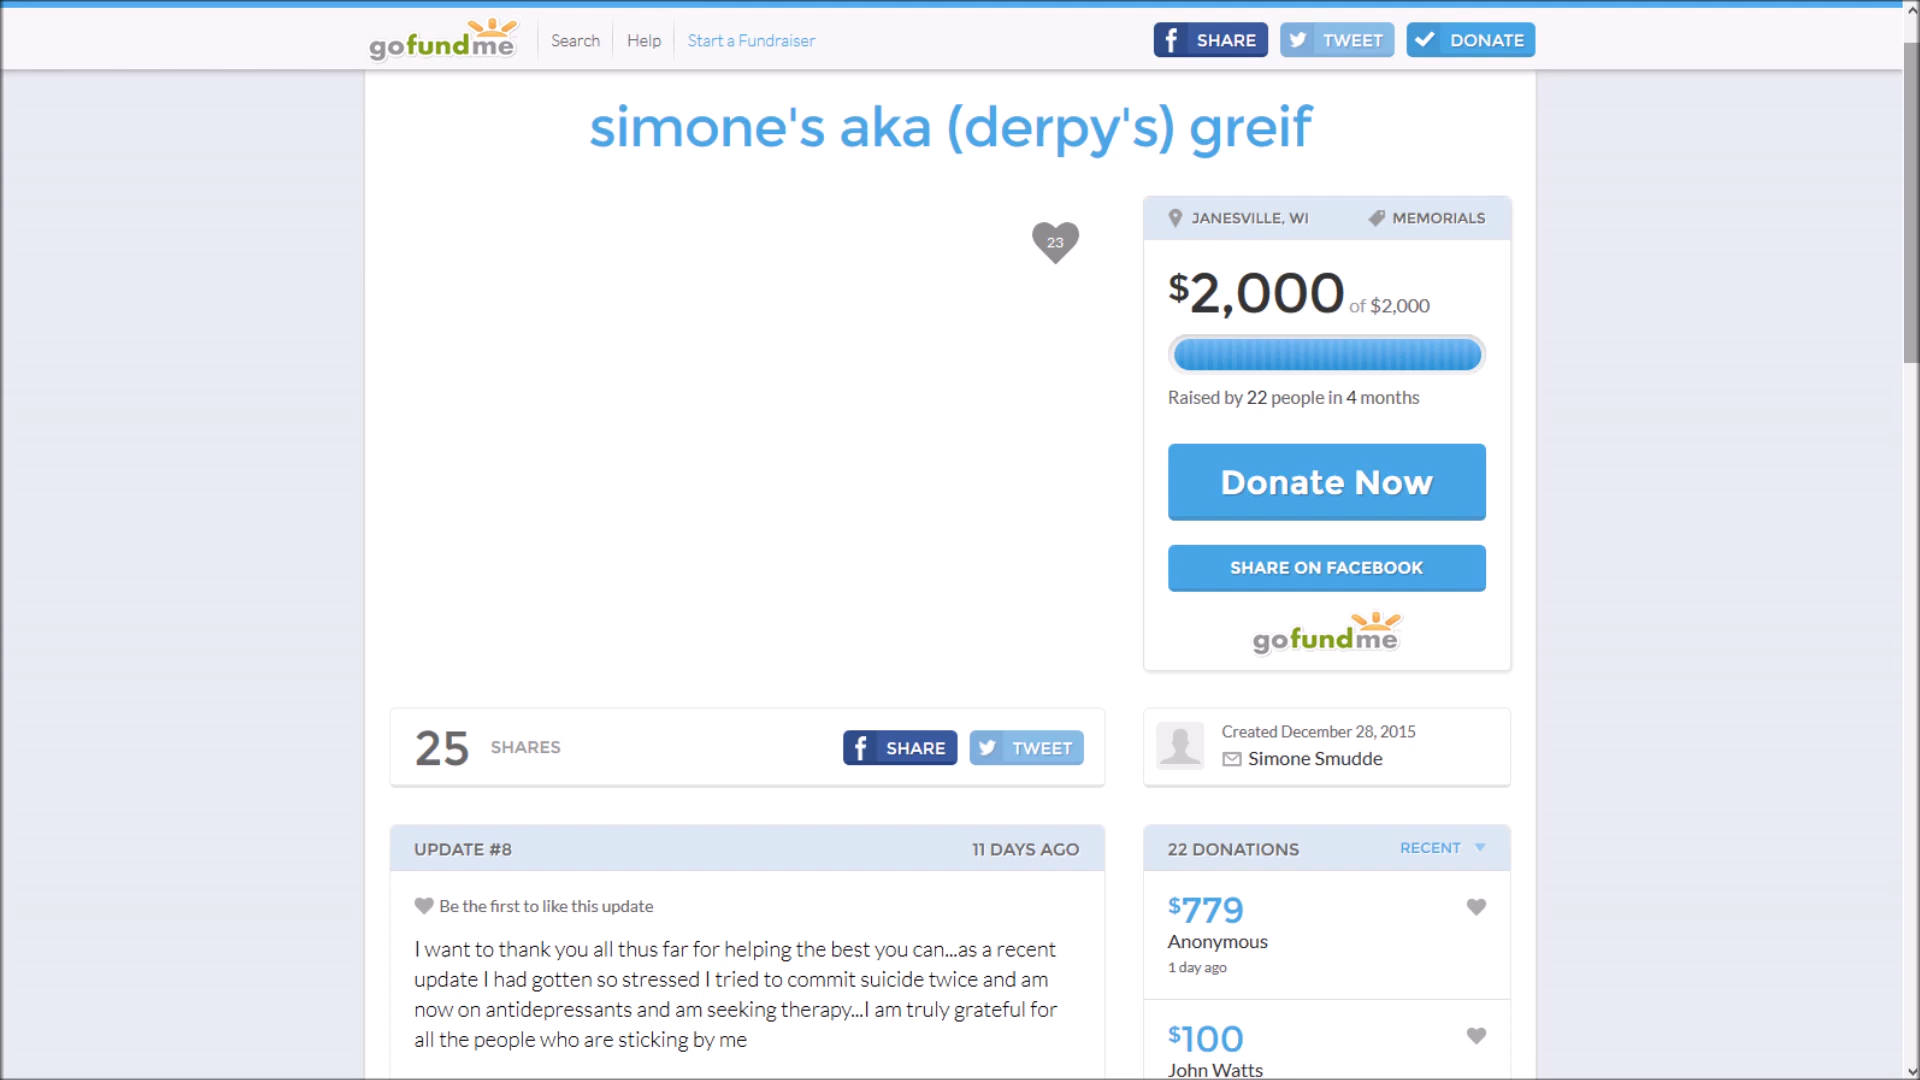 gofundme
Search
Help
Start a Fundraiser
SHARE
TWEET
DONATE
simone's aka (derpy's) greif
23
JANESVILLE, WI
MEMORIALS
$2,000 of $2,000
Raised by 22 people in 4 months
Donate Now
SHARE ON FACEBOOK
gofundme
25 SHARES
SHARE
TWEET
Created December 28, 2015
Simone Smudde
UPDATE #8
11 DAYS AGO
Be the first to like this update
I want to thank you all thus far for helping the best you can...as a recent
update I had gotten so stressed I tried to commit suicide twice and am
now on antidepressants and am seeking therapy...I am truly grateful for
all the people who are sticking by me
22 DONATIONS
RECENT
$779
Anonymous
1 day ago
$100
John Watts